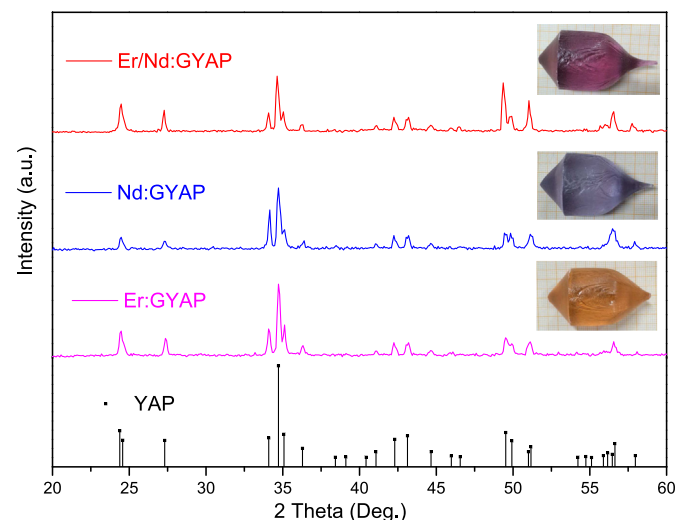 Er/Nd:GYAP
Nd:GYAP
Er:GYAP
YAP
Intensity (a.u.)
20 25 30 35 40 45 50 55 60
2 Theta (Deg.)